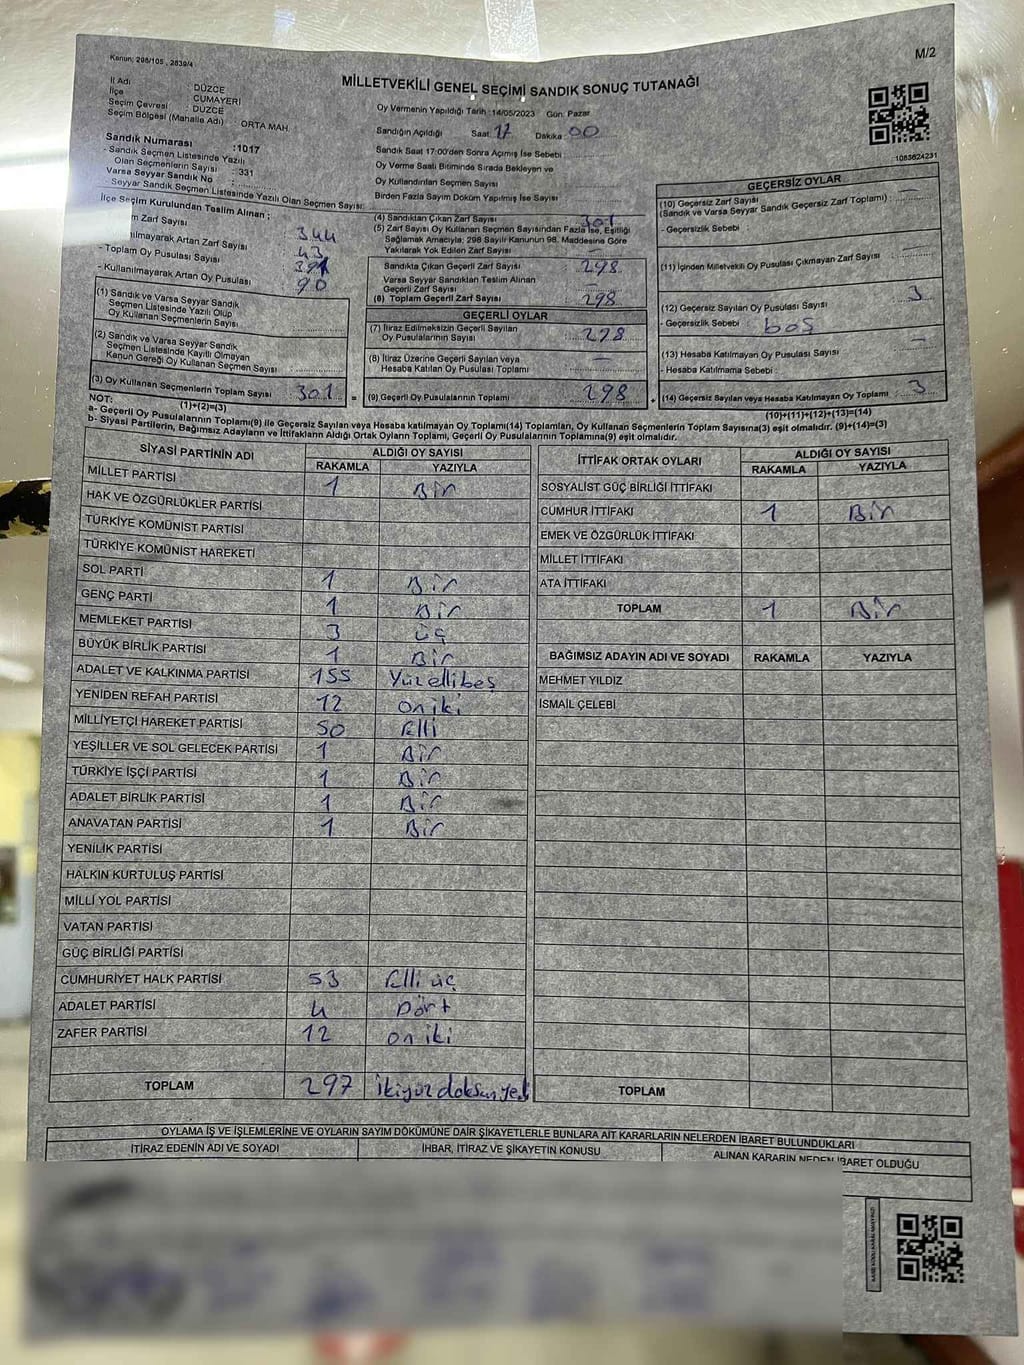 Kanun: 298/105 , 2839/4
M/2
MİLLETVEKİLİ GENEL SEÇİMİ SANDIK SONUÇ TUTANAĞI
İl Adı : DÜZCE
İlçe : CUMAYERİ
Seçim Çevresi : DÜZCE
Seçim Bölgesi (Mahalle Adı) : ORTA MAH.
Sandık Numarası :1017
- Sandık Seçmen Listesinde Yazılı
Olan Seçmenlerin Sayısı : 331
Varsa Seyyar Sandık No
- Seyyar Sandık Seçmen Listesinde Yazılı Olan Seçmen Sayısı:
Oy Vermenin Yapıldığı Tarih :14/05/2023 Gün: Pazar
Sandığın Açıldığı Saat: 17 Dakika: 00
Sandık Saat 17:00'den Sonra Açımış İse Sebebi
Oy Verme Saati Bitiminde Sırada Bekleyen ve
Oy Kullandırılan Seçmen Sayısı
Birden Fazla Sayım Döküm Yapılmış İse Sayısı
1083624231
İlçe Seçim Kurulundan Teslim Alınan ;
m Zarf Sayısı 344
nılmayarak Artan Zarf Sayısı 43
- Toplam Oy Pusulası Sayısı 391
- Kullanılmayarak Artan Oy Pusulası 90
(1) Sandık ve Varsa Seyyar Sandık
Seçmen Listesinde Yazılı Olup
Oy Kullanan Seçmenlerin Sayısı
(2) Sandık ve Varsa Seyyar Sandık
Seçmen Listesinde Kayıtlı Olmayan
Kanun Gereği Oy Kullanan Seçmen Sayısı
(3) Oy Kullanan Seçmenlerin Toplam Sayısı 301
(1)+(2)=(3)
(4) Sandıktan Çıkan Zarf Sayısı 301
(5) Zarf Sayısı Oy Kullanan Seçmen Sayısından Fazla İse, Eşitliği
Sağlamak Amacıyla; 298 Sayılı Kanunun 98. Maddesine Göre
Yakılarak Yok Edilen Zarf Sayısı —
Sandıkta Çıkan Geçerli Zarf Sayısı 298
Varsa Seyyar Sandıktan Teslim Alınan
Geçerli Zarf Sayısı —
(6) Toplam Geçerli Zarf Sayısı 298
GEÇERLİ OYLAR
(7) İtiraz Edilmeksizin Geçerli Sayılan
Oy Pusulalarının Sayısı 298
(8) İtiraz Üzerine Geçerli Sayılan veya
Hesaba Katılan Oy Pusulası Toplamı —
= (9) Geçerli Oy Pusulalarının Toplamı 298 +
GEÇERSİZ OYLAR
(10) Geçersiz Zarf Sayısı —
(Sandık ve Varsa Seyyar Sandık Geçersiz Zarf Toplamı) :
- Geçersizlik Sebebi :
(11) İçinden Milletvekili Oy Pusulası Çıkmayan Zarf Sayısı —
(12) Geçersiz Sayılan Oy Pusulası Sayısı 3
- Geçersizlik Sebebi boş
(13) Hesaba Katılmayan Oy Pusulası Sayısı —
- Hesaba Katılmama Sebebi :
(14) Geçersiz Sayılan veya Hesaba Katılmayan Oy Toplamı 3
(10)+(11)+(12)+(13)=(14)
NOT:
a- Geçerli Oy Pusulalarının Toplamı(9) ile Geçersiz Sayılan veya Hesaba katılmayan Oy Toplamı(14) Toplamları, Oy Kullanan Seçmenlerin Toplam Sayısına(3) eşit olmalıdır. (9)+(14)=(3)
b- Siyasi Partilerin, Bağımsız Adayların ve İttifakların Aldığı Ortak Oyların Toplamı, Geçerli Oy Pusulalarının Toplamına(9) eşit olmalıdır.
SİYASİ PARTİNİN ADI ALDIĞI OY SAYISI
RAKAMLA YAZIYLA
MİLLET PARTİSİ 1 Bir
HAK VE ÖZGÜRLÜKLER PARTİSİ
TÜRKİYE KOMÜNİST PARTİSİ
TÜRKİYE KOMÜNİST HAREKETİ
SOL PARTİ 1 Bir
GENÇ PARTİ 1 Bir
MEMLEKET PARTİSİ 3 üç
BÜYÜK BİRLİK PARTİSİ 1 Bir
ADALET VE KALKINMA PARTİSİ 155 Yüzellibeş
YENİDEN REFAH PARTİSİ 12 oniki
MİLLİYETÇİ HAREKET PARTİSİ 50 Elli
YEŞİLLER VE SOL GELECEK PARTİSİ 1 Bir
TÜRKİYE İŞÇİ PARTİSİ 1 Bir
ADALET BİRLİK PARTİSİ 1 Bir
ANAVATAN PARTİSİ 1 Bir
YENİLİK PARTİSİ
HALKIN KURTULUŞ PARTİSİ
MİLLİ YOL PARTİSİ
VATAN PARTİSİ
GÜÇ BİRLİĞİ PARTİSİ
CUMHURİYET HALK PARTİSİ 53 Elli üç
ADALET PARTİSİ 4 Dört
ZAFER PARTİSİ 12 on iki
TOPLAM 297 ikiyüzdoksanyedi
İTTİFAK ORTAK OYLARI ALDIĞI OY SAYISI
RAKAMLA YAZIYLA
SOSYALİST GÜÇ BİRLİĞİ İTTİFAKI
CUMHUR İTTİFAKI 1 Bir
EMEK VE ÖZGÜRLÜK İTTİFAKI
MİLLET İTTİFAKI
ATA İTTİFAKI
TOPLAM 1 Bir
BAĞIMSIZ ADAYIN ADI VE SOYADI RAKAMLA YAZIYLA
MEHMET YILDIZ
İSMAİL ÇELEBİ
TOPLAM
OYLAMA İŞ VE İŞLEMLERİNE VE OYLARIN SAYIM DÖKÜMÜNE DAİR ŞİKAYETLERLE BUNLARA AİT KARARLARIN NELERDEN İBARET BULUNDUKLARI
İTİRAZ EDENİN ADI VE SOYADI İHBAR, İTİRAZ VE ŞİKAYETİN KONUSU ALINAN KARARIN NEDEN İBARET OLDUĞU